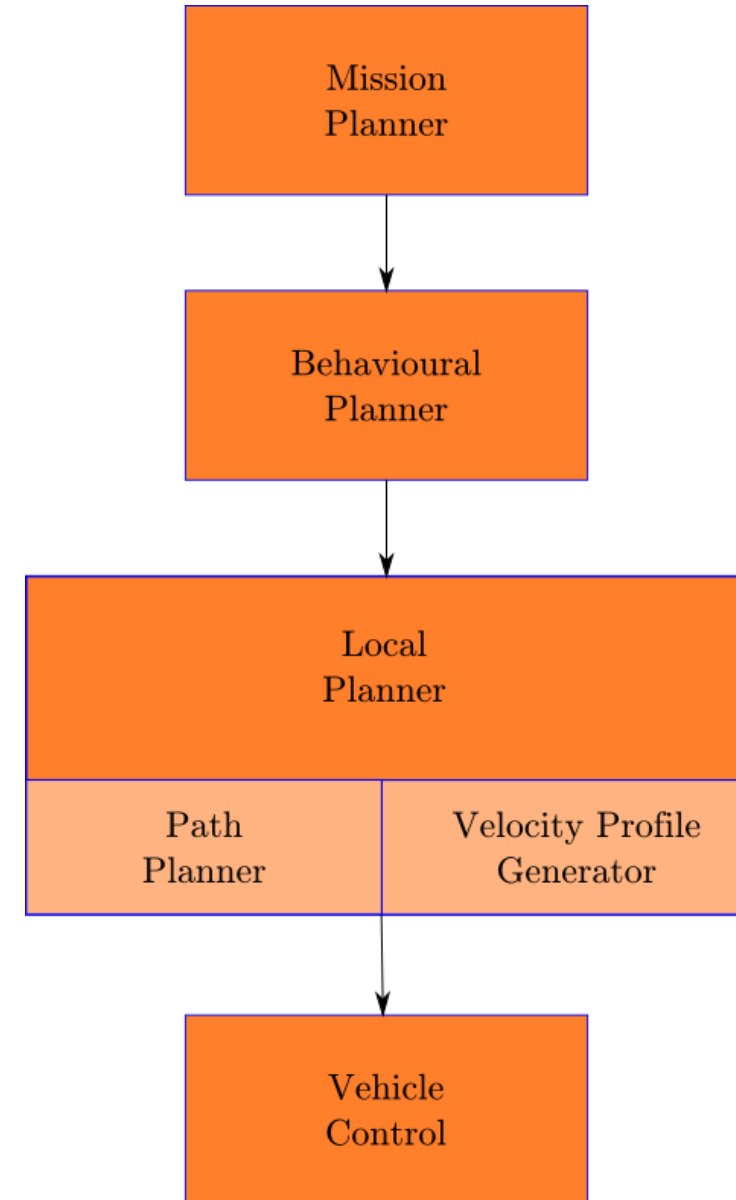 Mission
Planner
Behavioural
Planner
Local
Planner
Path
Planner
Velocity Profile
Generator
Vehicle
Control